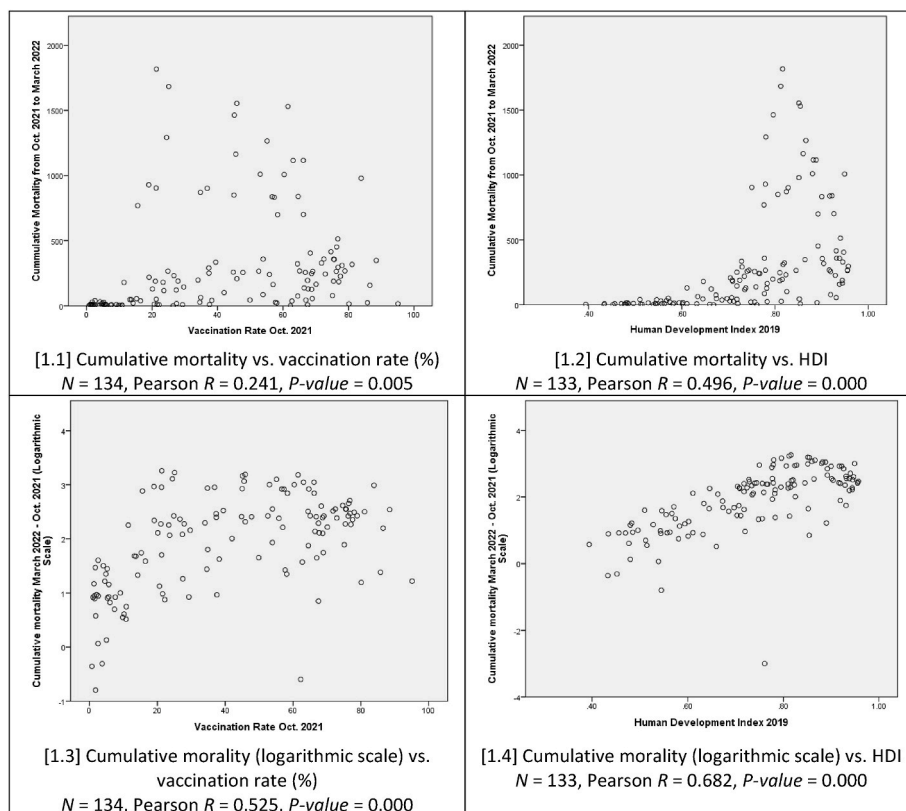 Cummulative Mortality from Oct. 2021 to March 2022
2000
1500
1000
500
0
0 20 40 60 80 100
Vaccination Rate Oct. 2021
[1.1] Cumulative mortality vs. vaccination rate (%)
N = 134, Pearson R = 0.241, P-value = 0.005
Cummulative Mortality from Oct. 2021 to March 2022
2000
1500
1000
500
0
.40 .60 .80 1.00
Human Development Index 2019
[1.2] Cumulative mortality vs. HDI
N = 133, Pearson R = 0.496, P-value = 0.000
Cumulative mortality March 2022 - Oct. 2021 (Logarithmic
Scale)
4
3
2
1
0
-1
0 20 40 60 80 100
Vaccination Rate Oct. 2021
[1.3] Cumulative morality (logarithmic scale) vs.
vaccination rate (%)
N = 134, Pearson R = 0.525, P-value = 0.000
Cumulative mortality March 2022 - Oct. 2021 (Logarithmic
Scale)
4
2
0
-2
-4
.40 .60 .80 1.00
Human Development Index 2019
[1.4] Cumulative morality (logarithmic scale) vs. HDI
N = 133, Pearson R = 0.682, P-value = 0.000